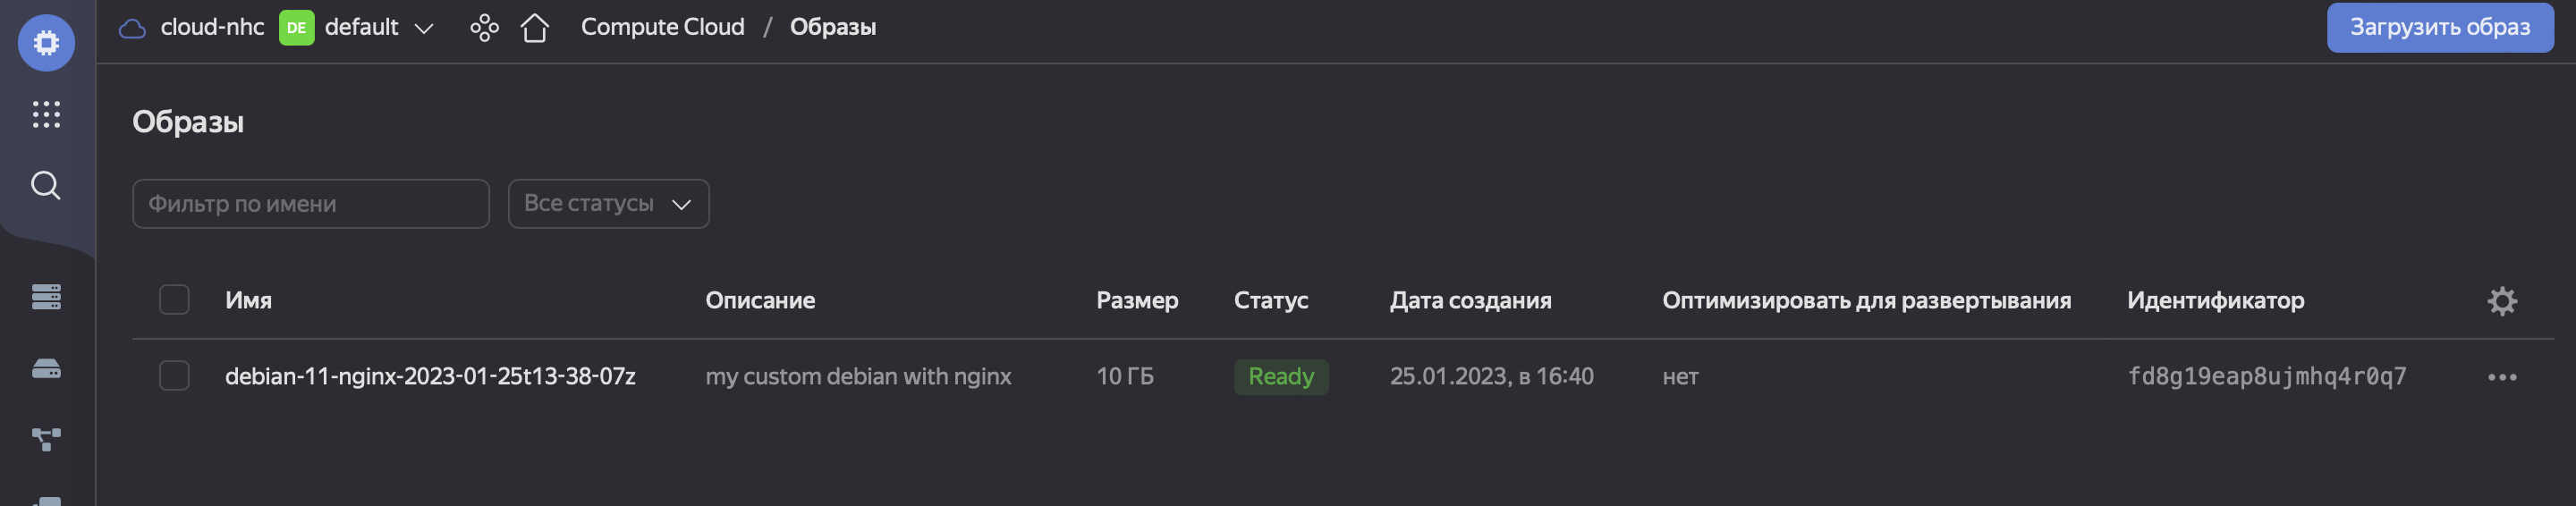 cloud-nhc DE default Compute Cloud / Образы Загрузить образ
Образы
Фильтр по имени Все статусы
Имя Описание Размер Статус Дата создания Оптимизировать для развертывания Идентификатор
debian-11-nginx-2023-01-25t13-38-07z my custom debian with nginx 10 ГБ Ready 25.01.2023, в 16:40 нет fd8g19eap8ujmhq4r0q7